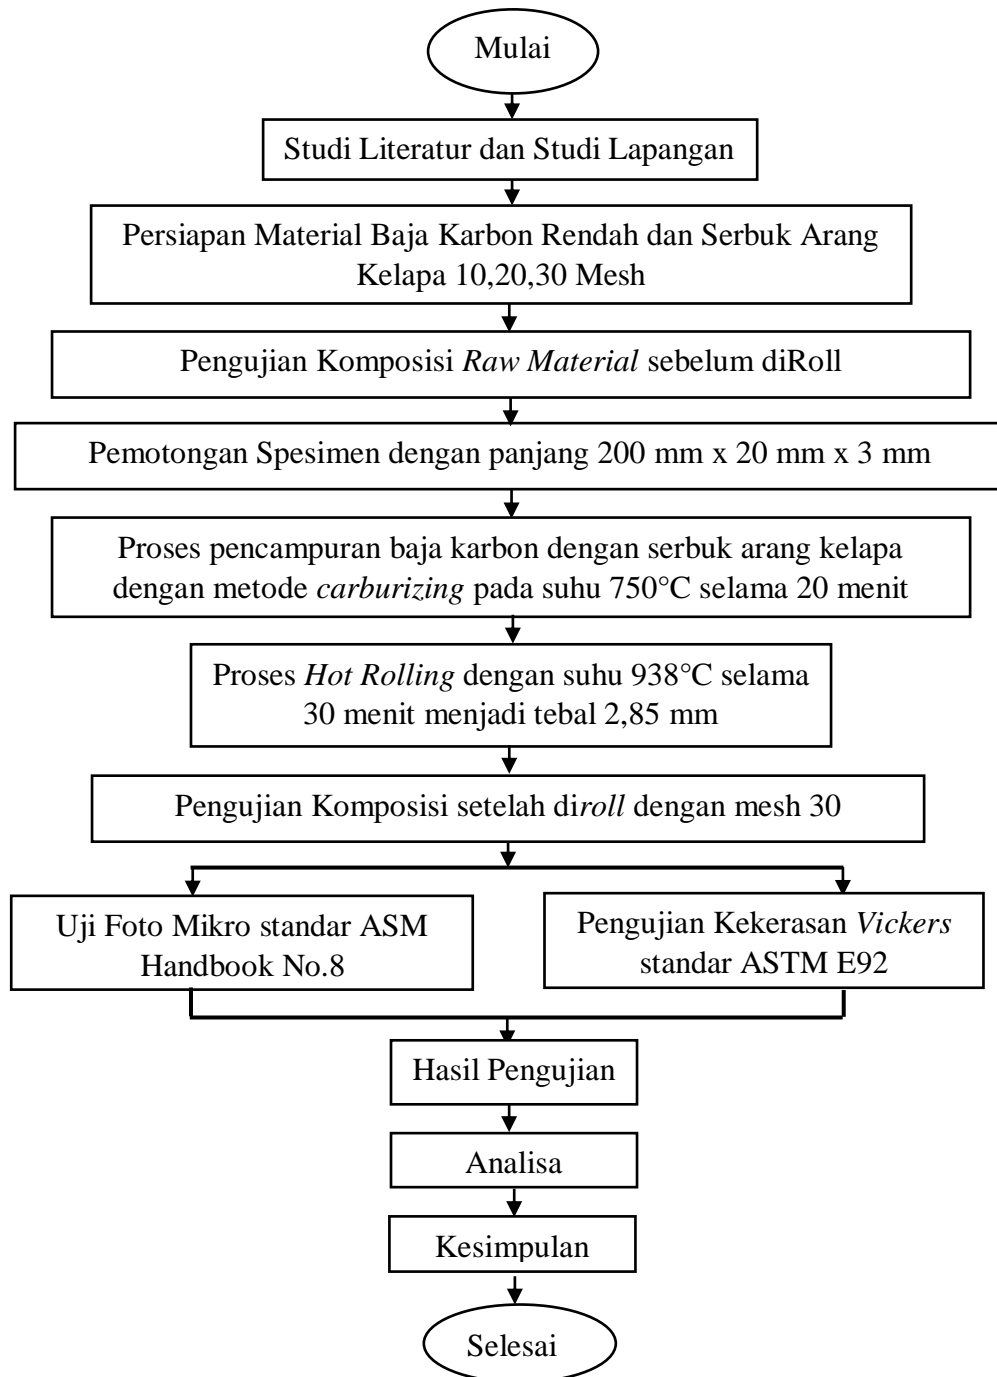 Mulai
Studi Literatur dan Studi Lapangan
Persiapan Material Baja Karbon Rendah dan Serbuk Arang
Kelapa 10,20,30 Mesh
Pengujian Komposisi Raw Material sebelum diRoll
Pemotongan Spesimen dengan panjang 200 mm x 20 mm x 3 mm
Proses pencampuran baja karbon dengan serbuk arang kelapa
dengan metode carburizing pada suhu 750°C selama 20 menit
Proses Hot Rolling dengan suhu 938°C selama
30 menit menjadi tebal 2,85 mm
Pengujian Komposisi setelah diroll dengan mesh 30
Uji Foto Mikro standar ASM
Handbook No.8
Pengujian Kekerasan Vickers
standar ASTM E92
Hasil Pengujian
Analisa
Kesimpulan
Selesai